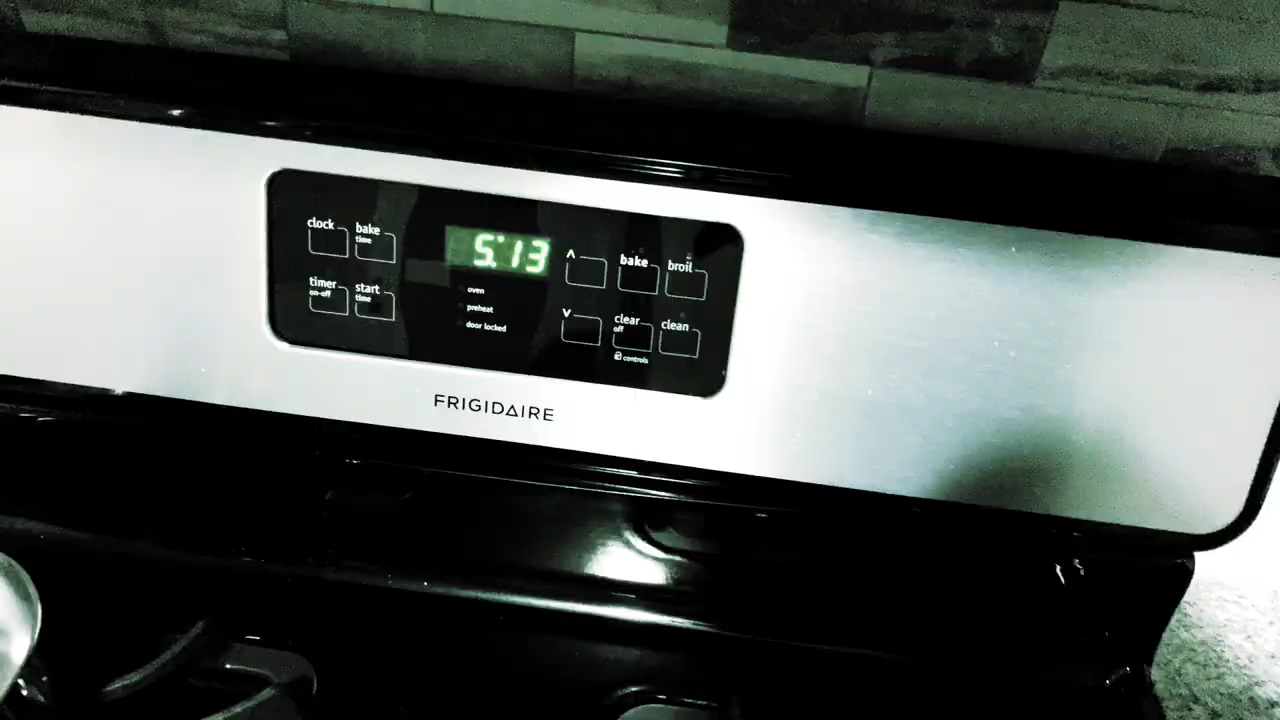 clock
bake
time
timer
on-off
start
time
5:13
oven
preheat
door locked
^
bake
broil
v
clear
off
clean
controls
FRIGIDAIRE